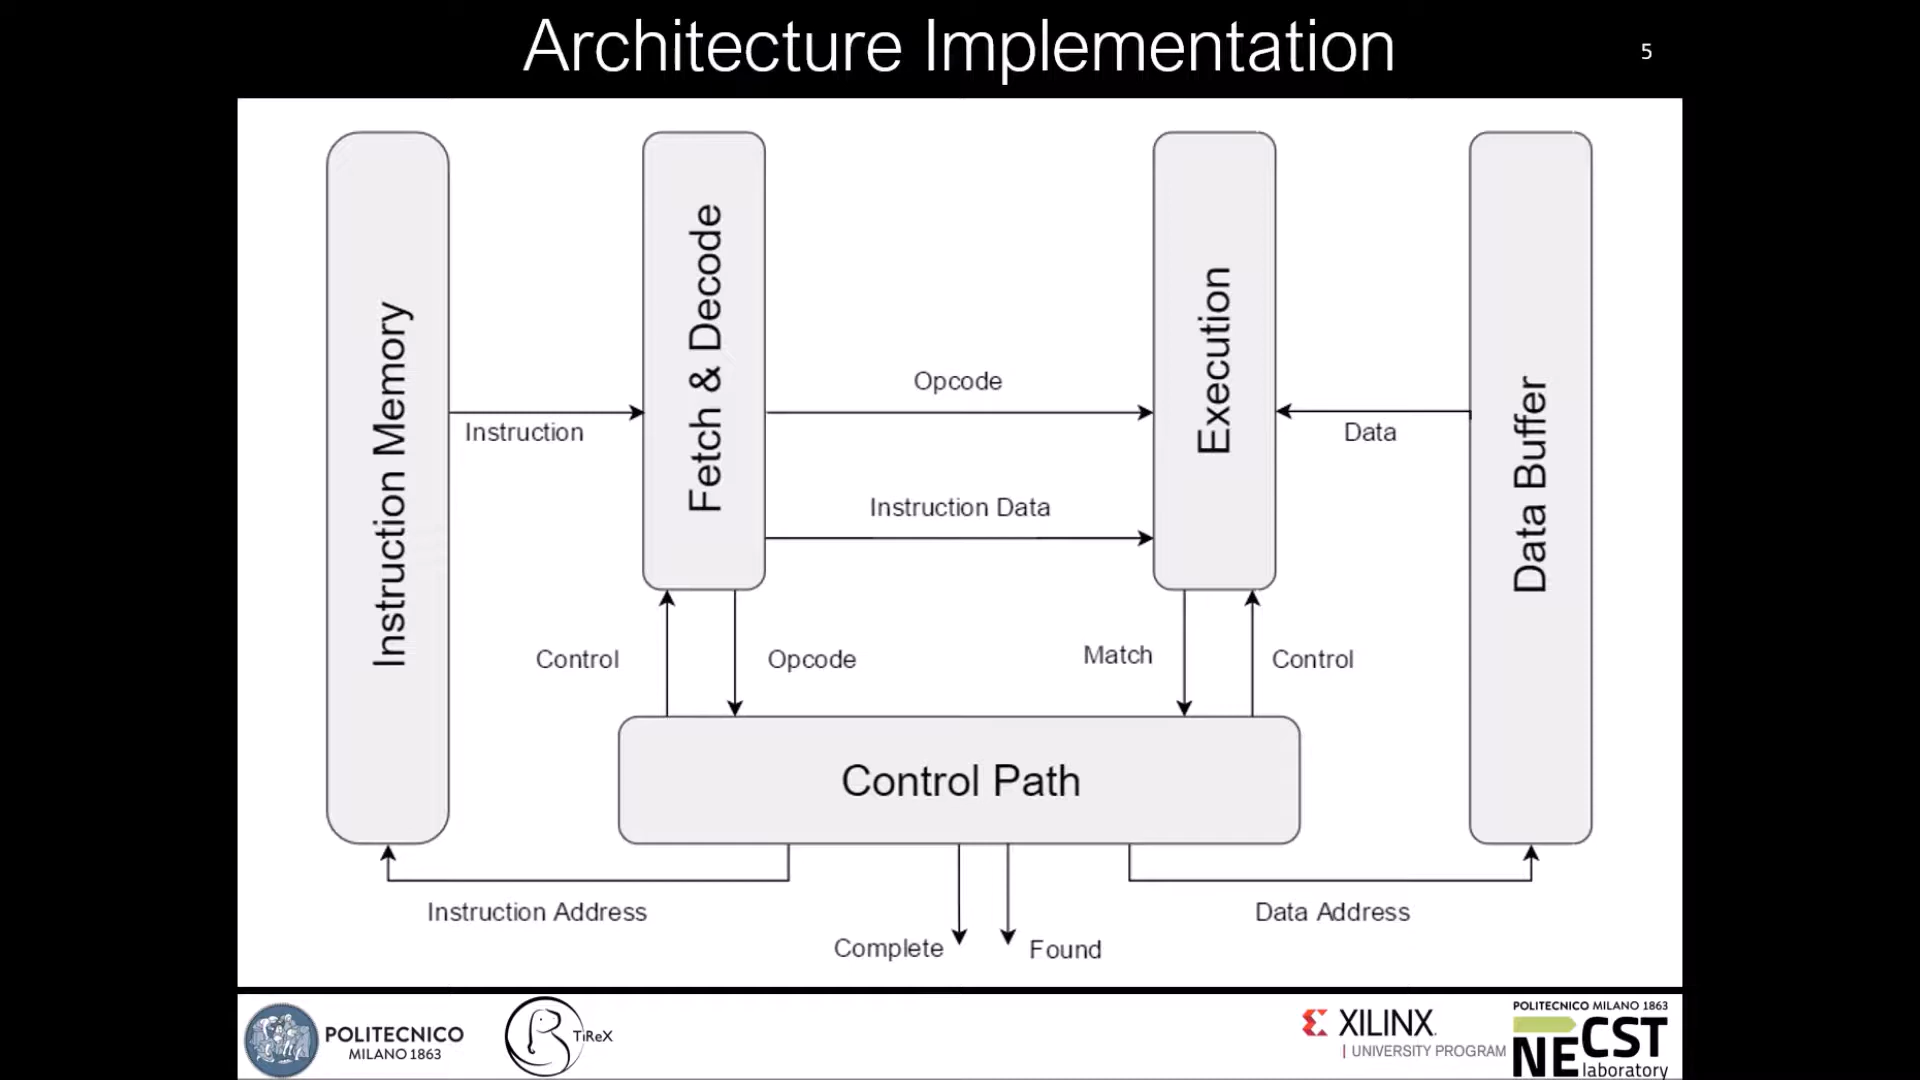 Architecture Implementation
5
Instruction Memory
Fetch & Decode
Execution
Data Buffer
Opcode
Instruction
Data
Instruction Data
Control
Opcode
Match
Control
Control Path
Instruction Address
Data Address
Complete
Found
POLITECNICO
MILANO 1863
TiReX
XILINX
UNIVERSITY PROGRAM
POLITECNICO MILANO 1863
NECST
laboratory